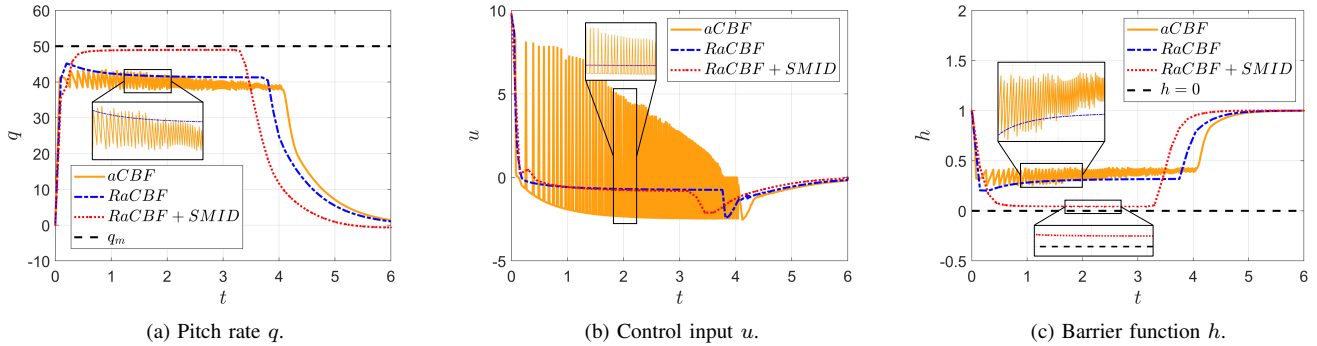 60
50
40
30
20
10
0
-10
q
aCBF
RaCBF
RaCBF + SMID
q_m
0 1 2 3 4 5 6
t
(a) Pitch rate q.
10
5
0
-5
u
aCBF
RaCBF
RaCBF + SMID
0 1 2 3 4 5 6
t
(b) Control input u.
2
1.5
1
0.5
0
-0.5
h
aCBF
RaCBF
RaCBF + SMID
h = 0
0 1 2 3 4 5 6
t
(c) Barrier function h.